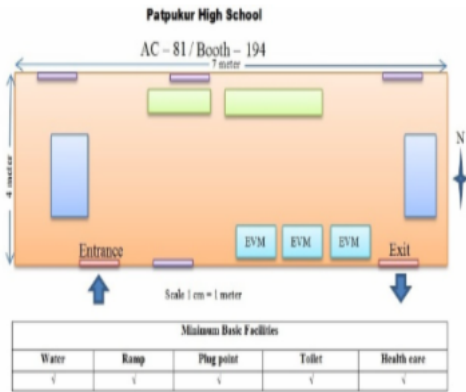 Patpukur High School
AC – 81 / Booth – 194
7 meter
4 meter
N
EVM EVM EVM
Entrance Exit
Scale 1 cm = 1 meter
Minimum Basic Facilities
Water Ramp Plug point Toilet Health care
√ √ √ √ √